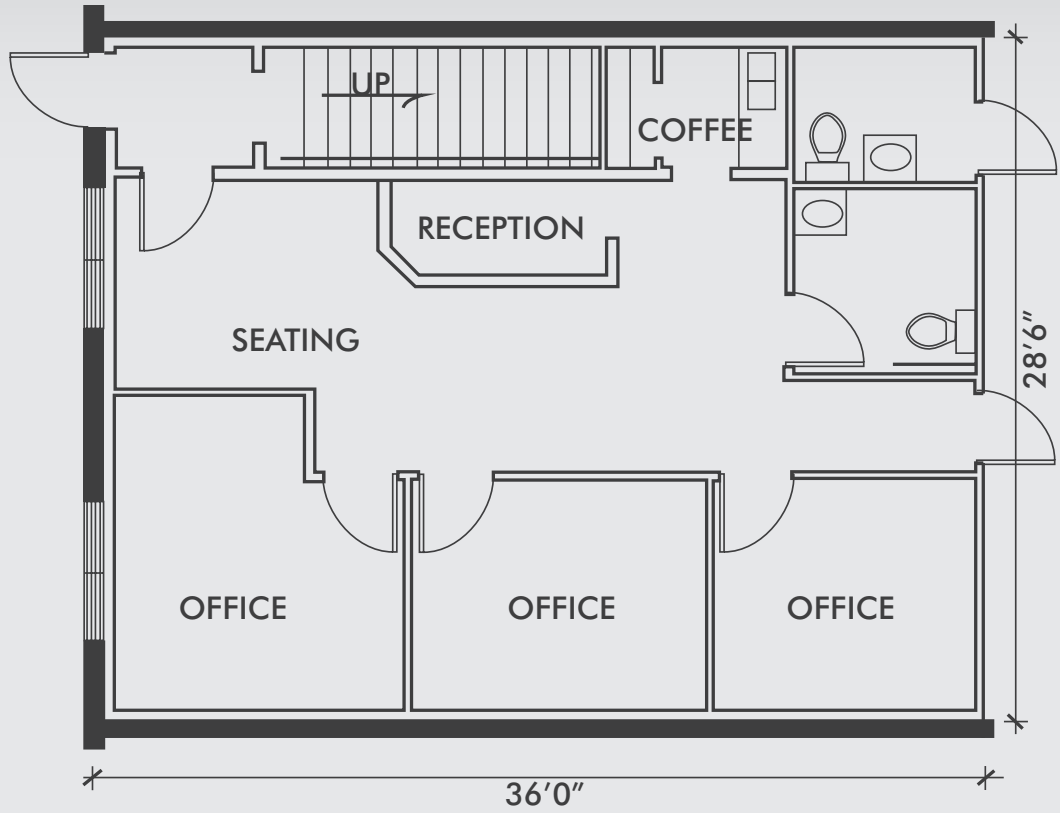 UP
COFFEE
RECEPTION
SEATING
28’6”
OFFICE
OFFICE
OFFICE
36’0”